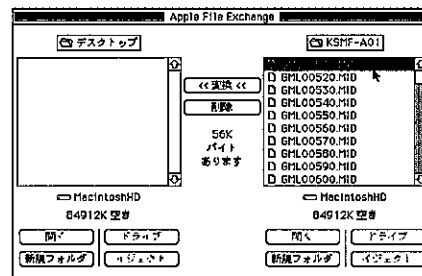 Apple File Exchange
デスクトップ
KSMF-A01
<< 変換 <<
削除
56K
バイト
あります
GML00520.MID
GML00530.MID
GML00540.MID
GML00550.MID
GML00560.MID
GML00570.MID
GML00580.MID
GML00590.MID
GML00600.MID
MacintoshHD
84912K 空き
開く
ドライブ
新規フォルダ
イジェクト
MacintoshHD
84912K 空き
開く
ドライブ
新規フォルダ
イジェクト